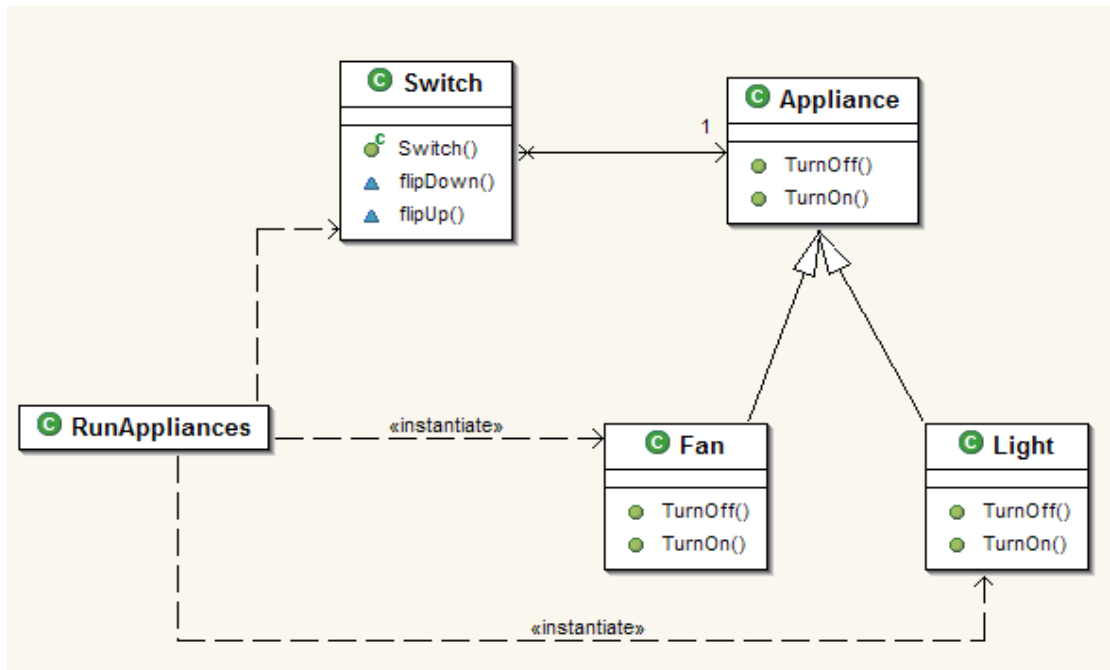 C Switch
C Switch()
flipDown()
flipUp()
1
C Appliance
TurnOff()
TurnOn()
C RunAppliances
«instantiate»
C Fan
TurnOff()
TurnOn()
C Light
TurnOff()
TurnOn()
«instantiate»